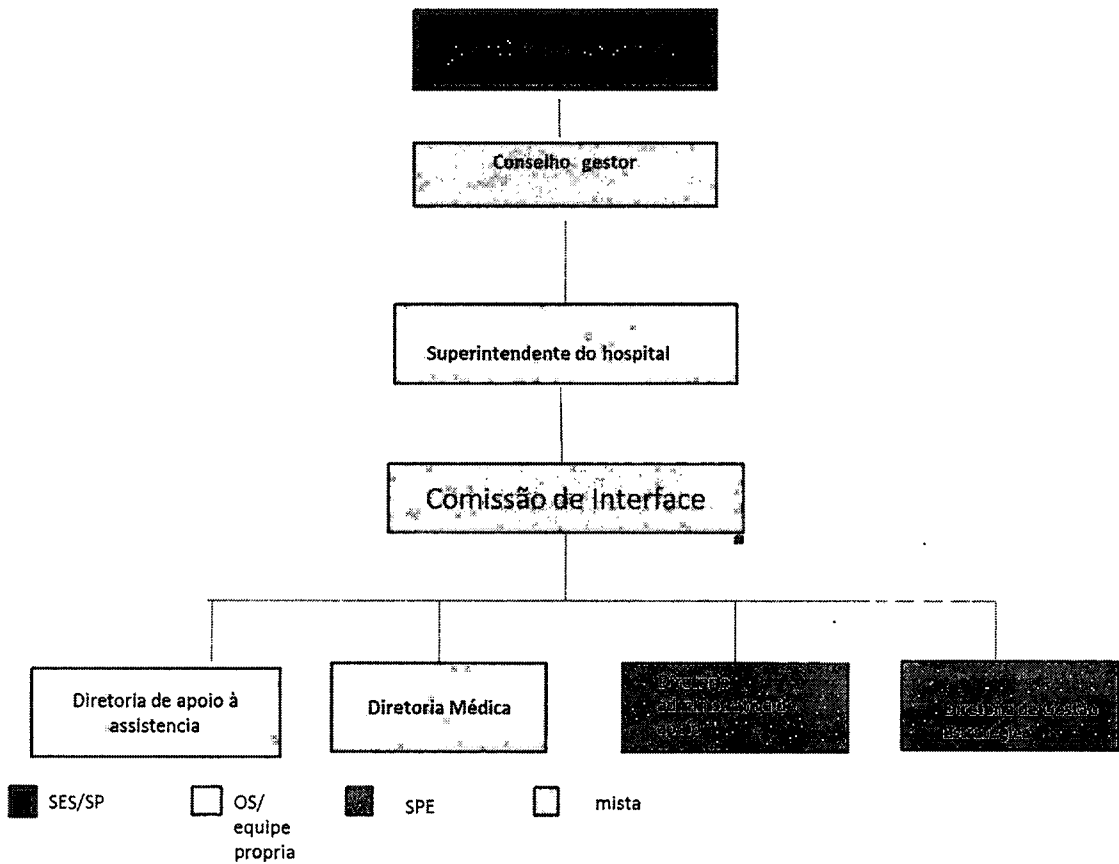 Conselho gestor
Superintendente do hospital
Comissão de Interface
Diretoria de apoio à
assistencia
Diretoria Médica
SES/SP
OS/
equipe
propria
SPE
mista